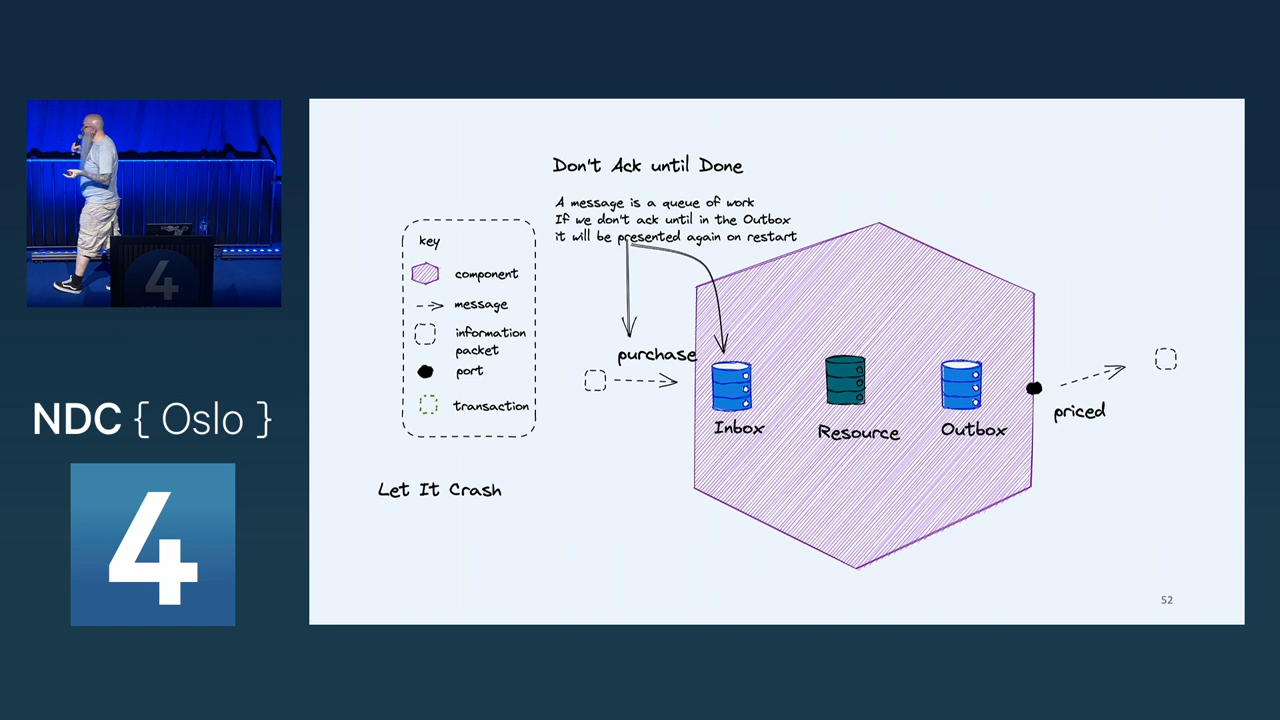 Don't Ack until Done
A message is a queue of work
If we don't ack until in the Outbox
it will be presented again on restart
key
component
message
information
packet
port
transaction
purchase
Inbox
Resource
Outbox
priced
Let It Crash
52
4
NDC { Oslo }
4